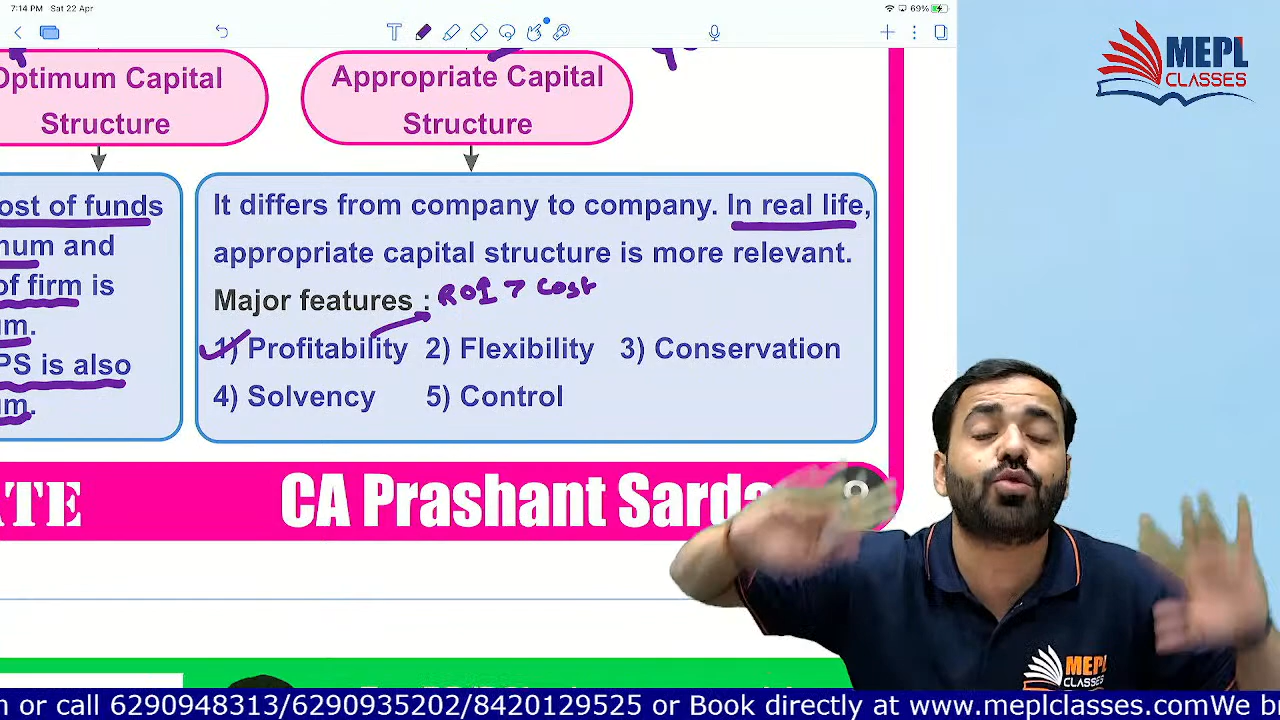 7:14 PM Sat 22 Apr
69%
MEPL
CLASSES
Optimum Capital
Structure
Appropriate Capital
Structure
ost of funds
mum and
of firm is
um.
PS is also
um.
It differs from company to company. In real life,
appropriate capital structure is more relevant.
Major features : ROI > Cost
1) Profitability 2) Flexibility 3) Conservation
4) Solvency 5) Control
ATE
CA Prashant Sarda
MEPL
CLASSES
n or call 6290948313/6290935202/8420129525 or Book directly at www.meplclasses.comWe b